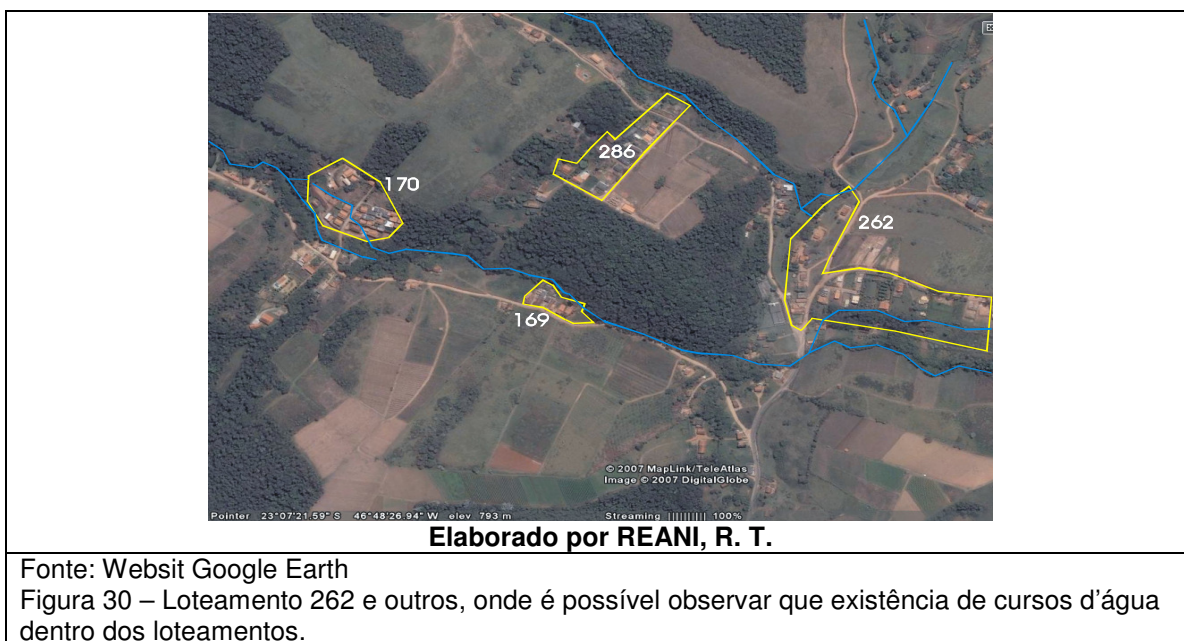 286
170
262
169
© 2007 MapLink/TeleAtlas
Image © 2007 DigitalGlobe
Pointer 23°07'21.59" S 46°48'26.94" W elev 793 m Streaming ||||||||| 100%
Elaborado por REANI, R. T.
Fonte: Websit Google Earth
Figura 30 – Loteamento 262 e outros, onde é possível observar que existência de cursos d'água
dentro dos loteamentos.